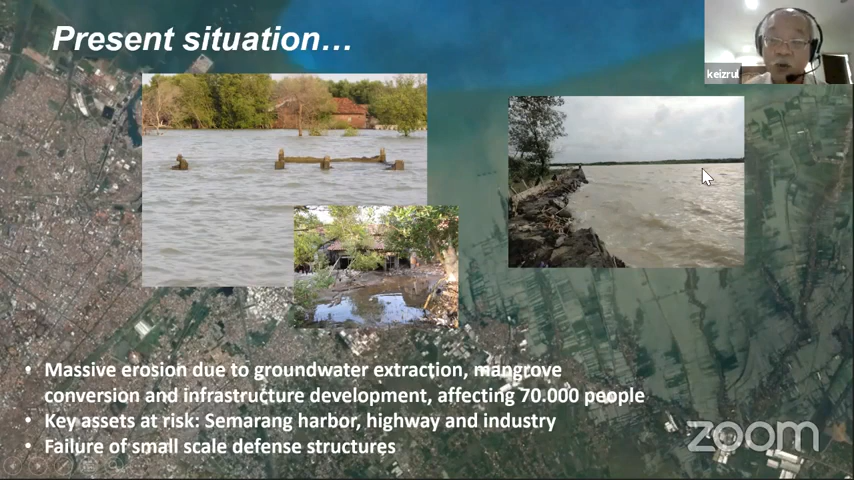 Present situation...
keizrul
• Massive erosion due to groundwater extraction, mangrove
conversion and infrastructure development, affecting 70.000 people
• Key assets at risk: Semarang harbor, highway and industry
• Failure of small scale defense structures
zoom